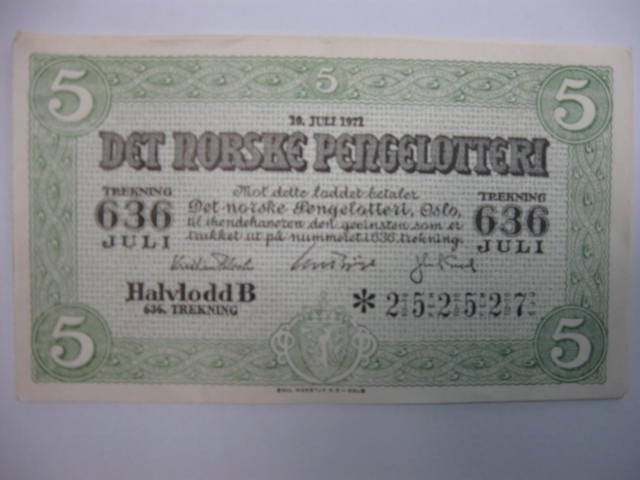 5 5 5
JULI 1971
DET NORSKE PENGELOTTERI
TREKNING
636
JULI
Mot dette loddet betaler
Det norske Pengelotteri, Oslo,
til ihendehaveren den gevinsten som er
trukket ut på nummeret i 636. trekning.
TREKNING
636
JULI
Halvlodd B
636. TREKNING
* 2 5 2 5 2 7
5 5